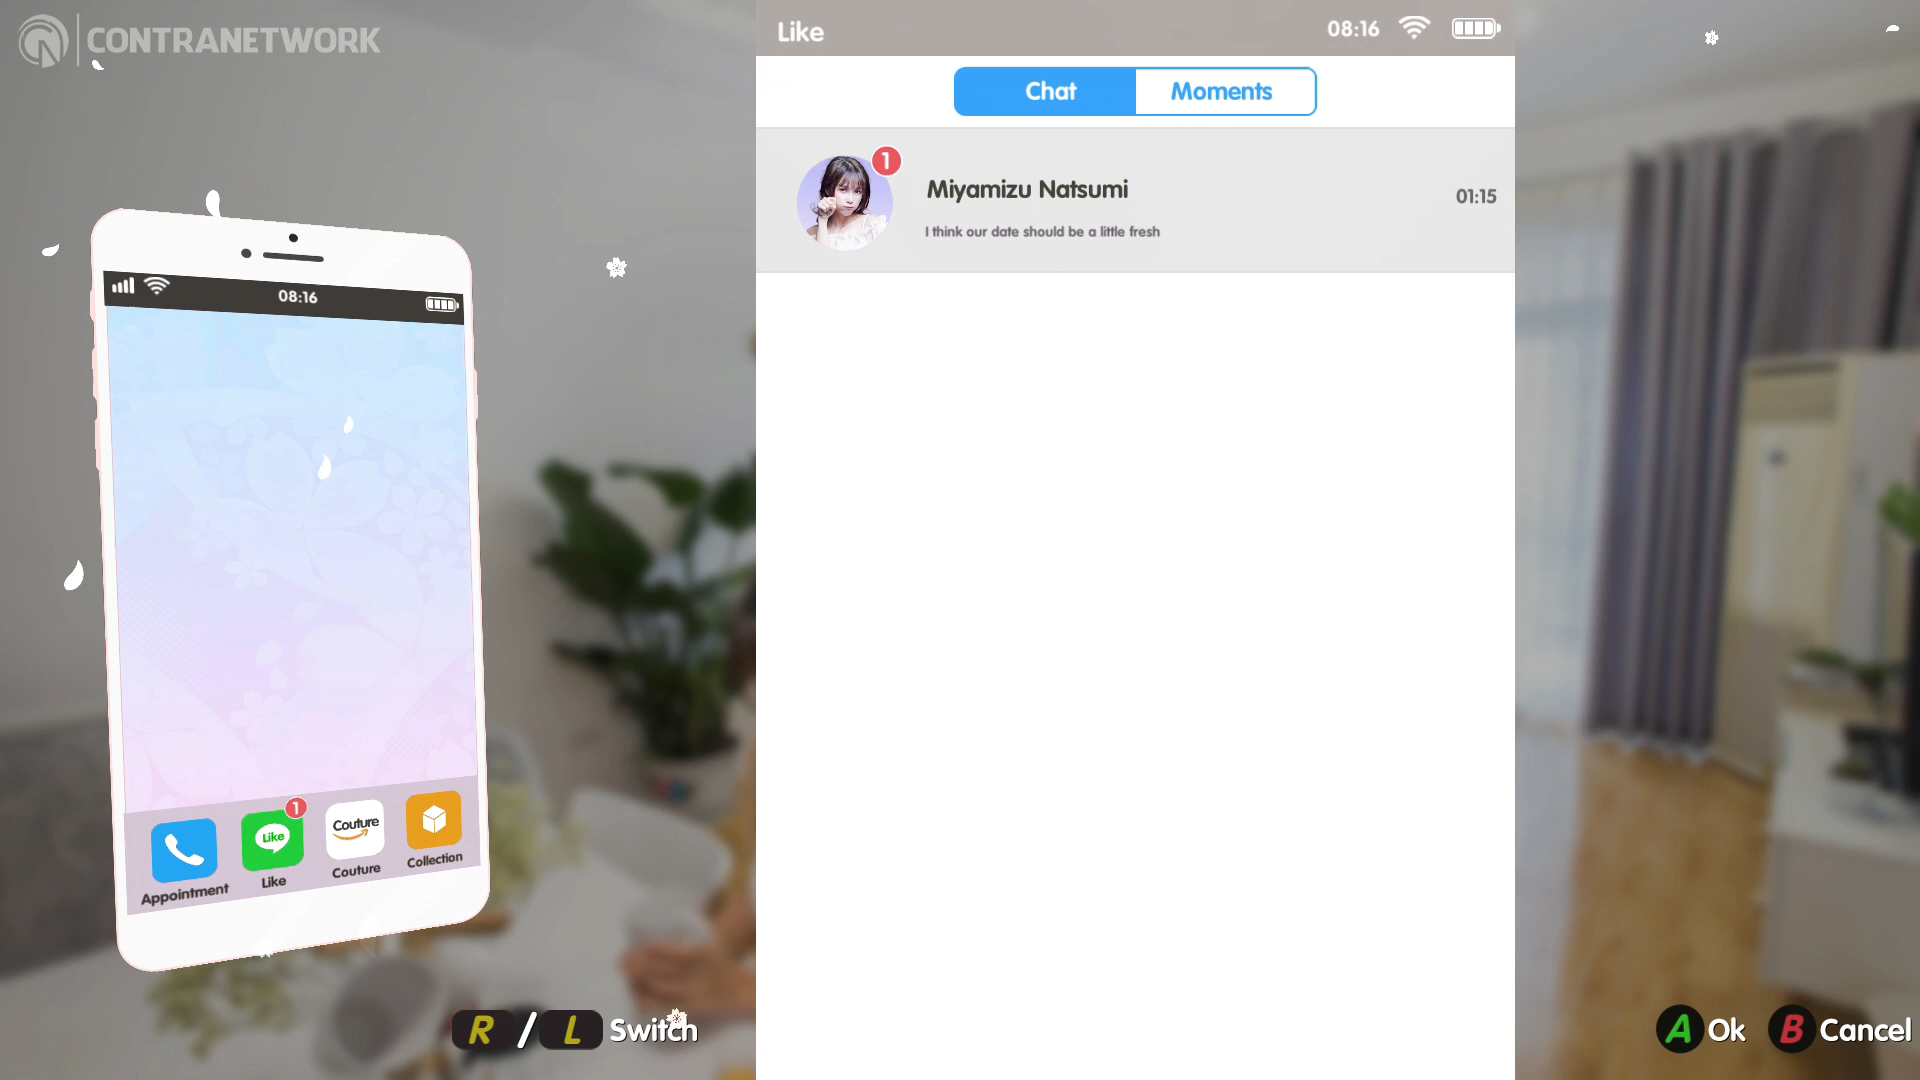 CONTRANETWORK
Like
08:16
Chat
Moments
1
Miyamizu Natsumi
01:15
I think our date should be a little fresh
08:16
1
Like
Couture
Appointment
Like
Couture
Collection
R / L Switch
A Ok
B Cancel